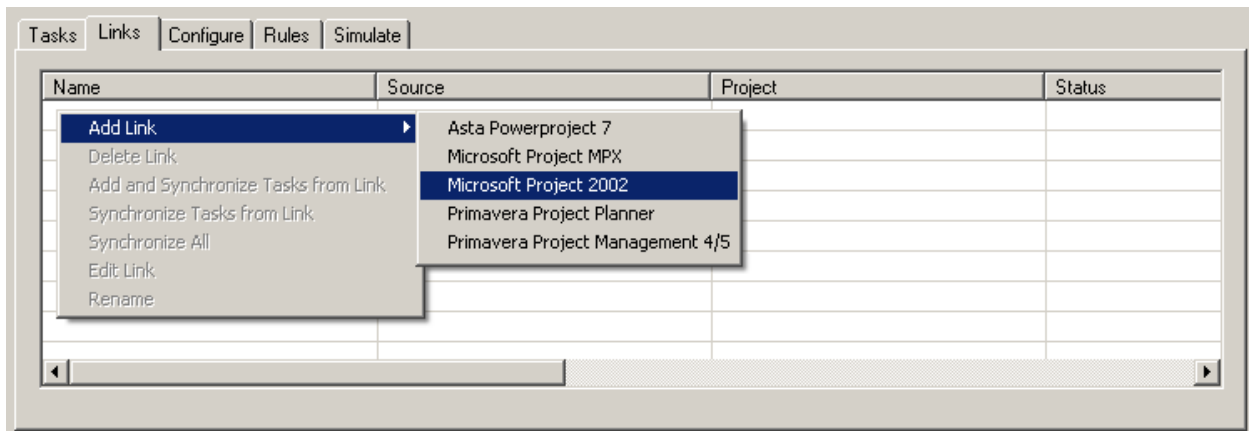 Tasks Links Configure Rules Simulate
Name Source Project Status
Add Link
Delete Link
Add and Synchronize Tasks from Link
Synchronize Tasks from Link
Synchronize All
Edit Link
Rename
Asta Powerproject 7
Microsoft Project MPX
Microsoft Project 2002
Primavera Project Planner
Primavera Project Management 4/5